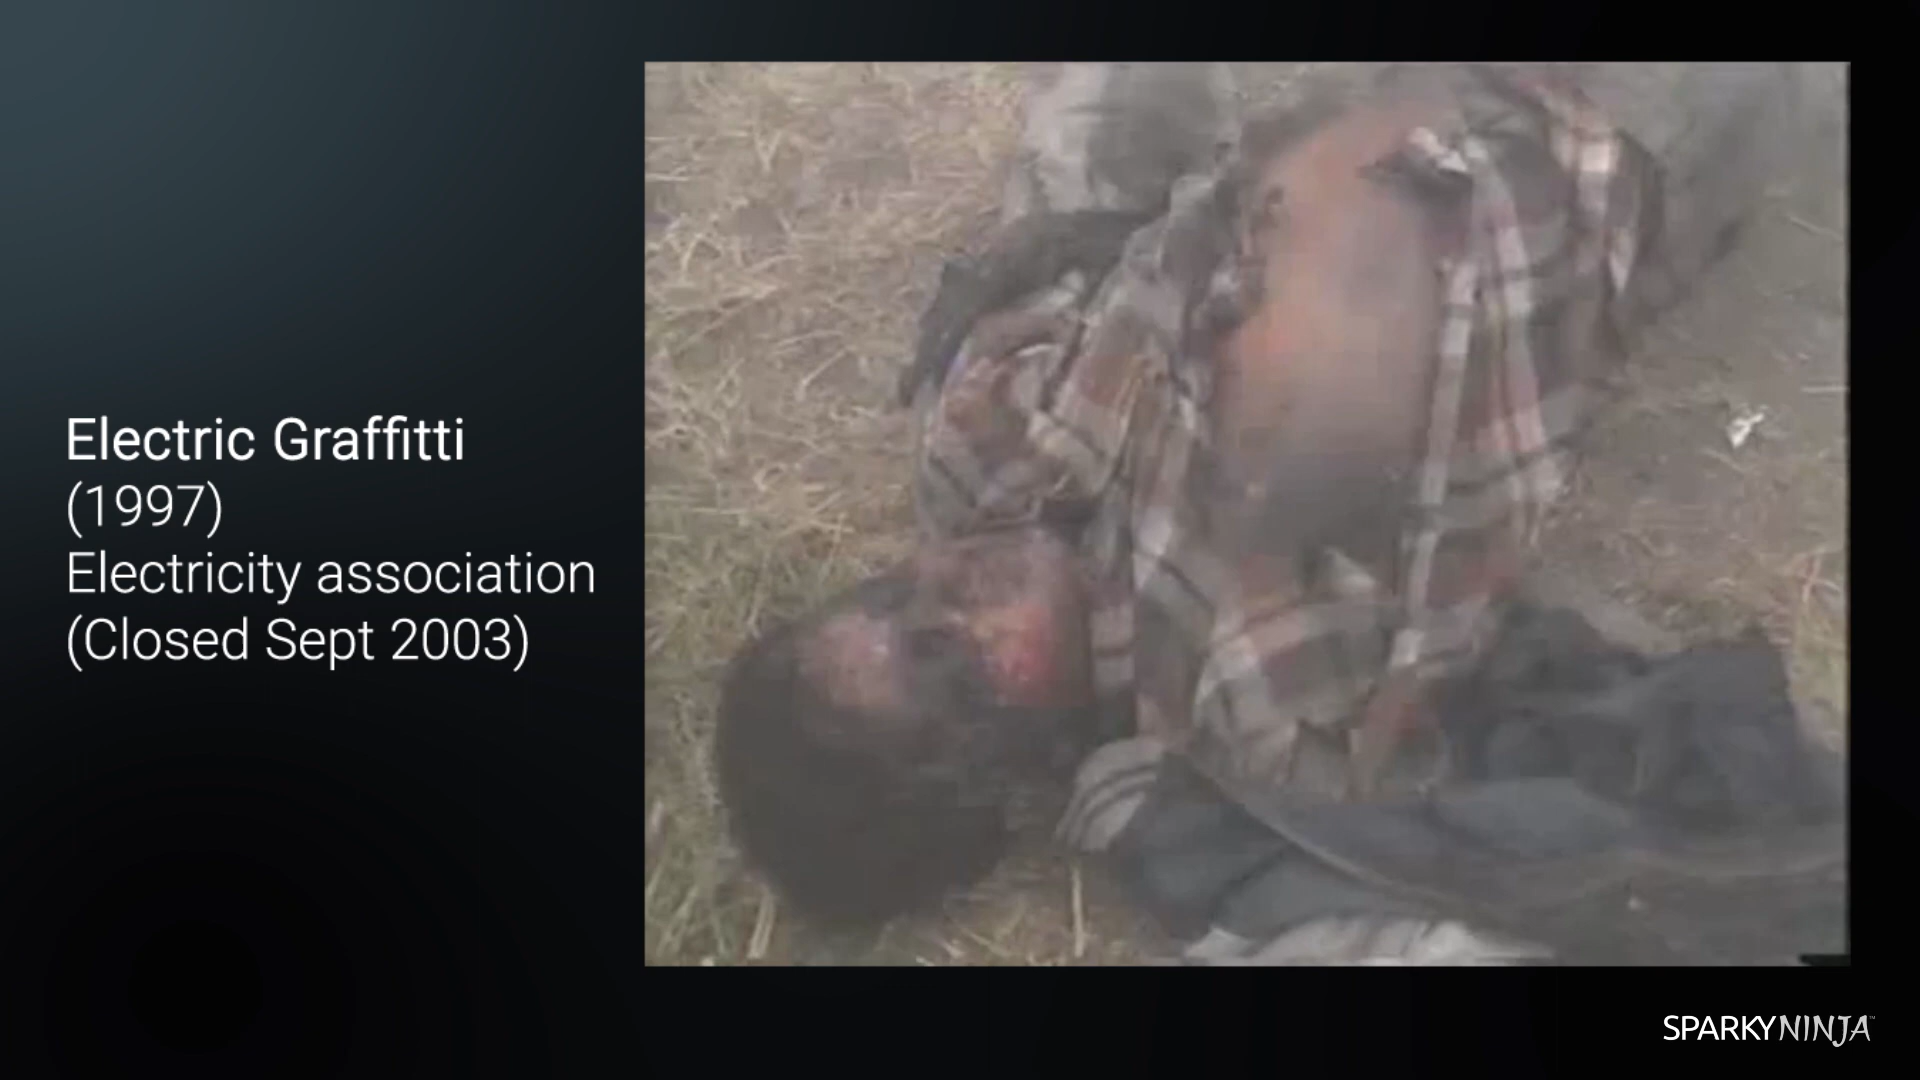 Electric Graffitti
(1997)
Electricity association
(Closed Sept 2003)
SPARKYNINJA™